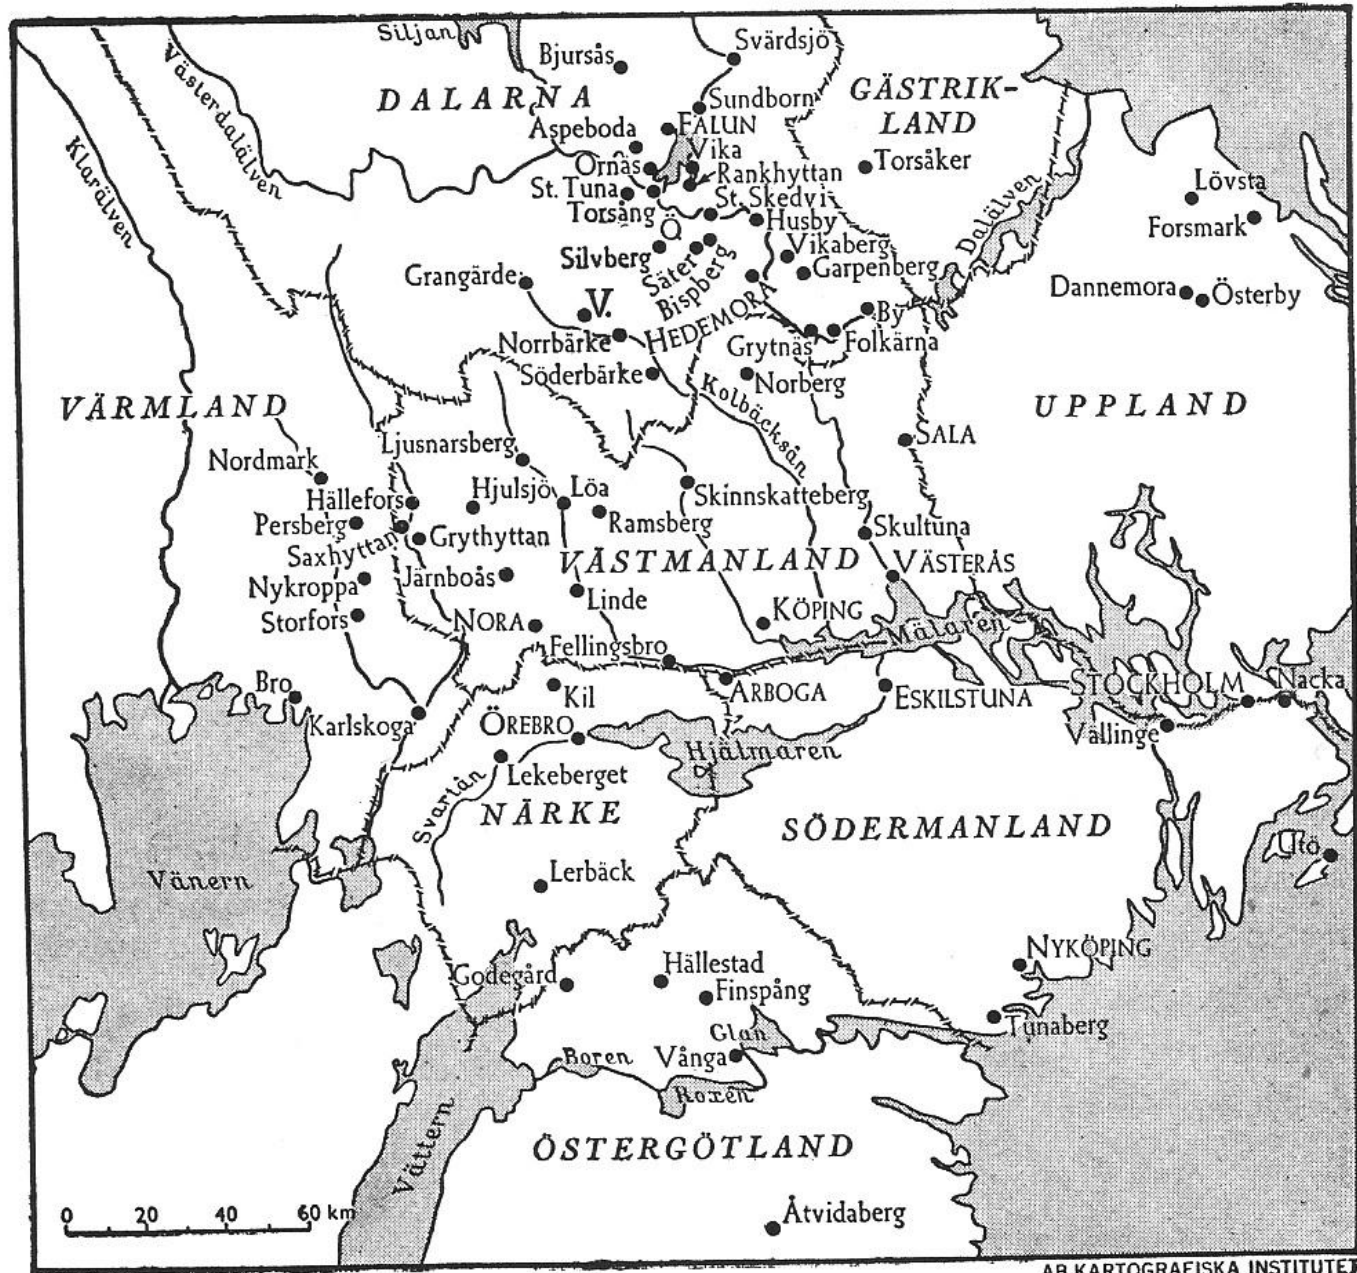 Siljan
Bjursås
Svärdsjö
DALARNA
GÄSTRIK-
LAND
Västerdalälven
Klarälven
Sundborn
FALUN
Aspeboda
Vika
Ornäs
Rankhyttan
Torsåker
St. Tuna
St. Skedvi
Torsång
Husby
Dalälven
Lövsta
Forsmark
Ö
Silvberg
Säter
Bispberg
Vikaberg
Garpenberg
Grangärde
V.
HEDEMORA
By
Dannemora
Österby
Norrbärke
Grytnäs
Folkärna
Söderbärke
Norberg
Kolbäcksån
VÄRMLAND
UPPLAND
Ljusnarsberg
SALA
Nordmark
Hällefors
Hjulsjö
Löa
Skinnskatteberg
Persberg
Ramsberg
Saxhyttan
Grythyttan
Skultuna
VÄSTMANLAND
VÄSTERÅS
Nykroppa
Järnboås
Linde
Storfors
NORA
KÖPING
Mälaren
Fellingsbro
Bro
Kil
ARBOGA
ESKILSTUNA
STOCKHOLM
Nacka
Karlskoga
ÖREBRO
Vällinge
Hjälmaren
Lekeberget
Svartån
NÄRKE
SÖDERMANLAND
Utö
Vänern
Lerbäck
NYKÖPING
Godegård
Hällestad
Finspång
Tunaberg
Glan
Boren
Vånga
Roxen
Vättern
ÖSTERGÖTLAND
Åtvidaberg
0 20 40 60 km
AB KARTOGRAFISKA INSTITUTET